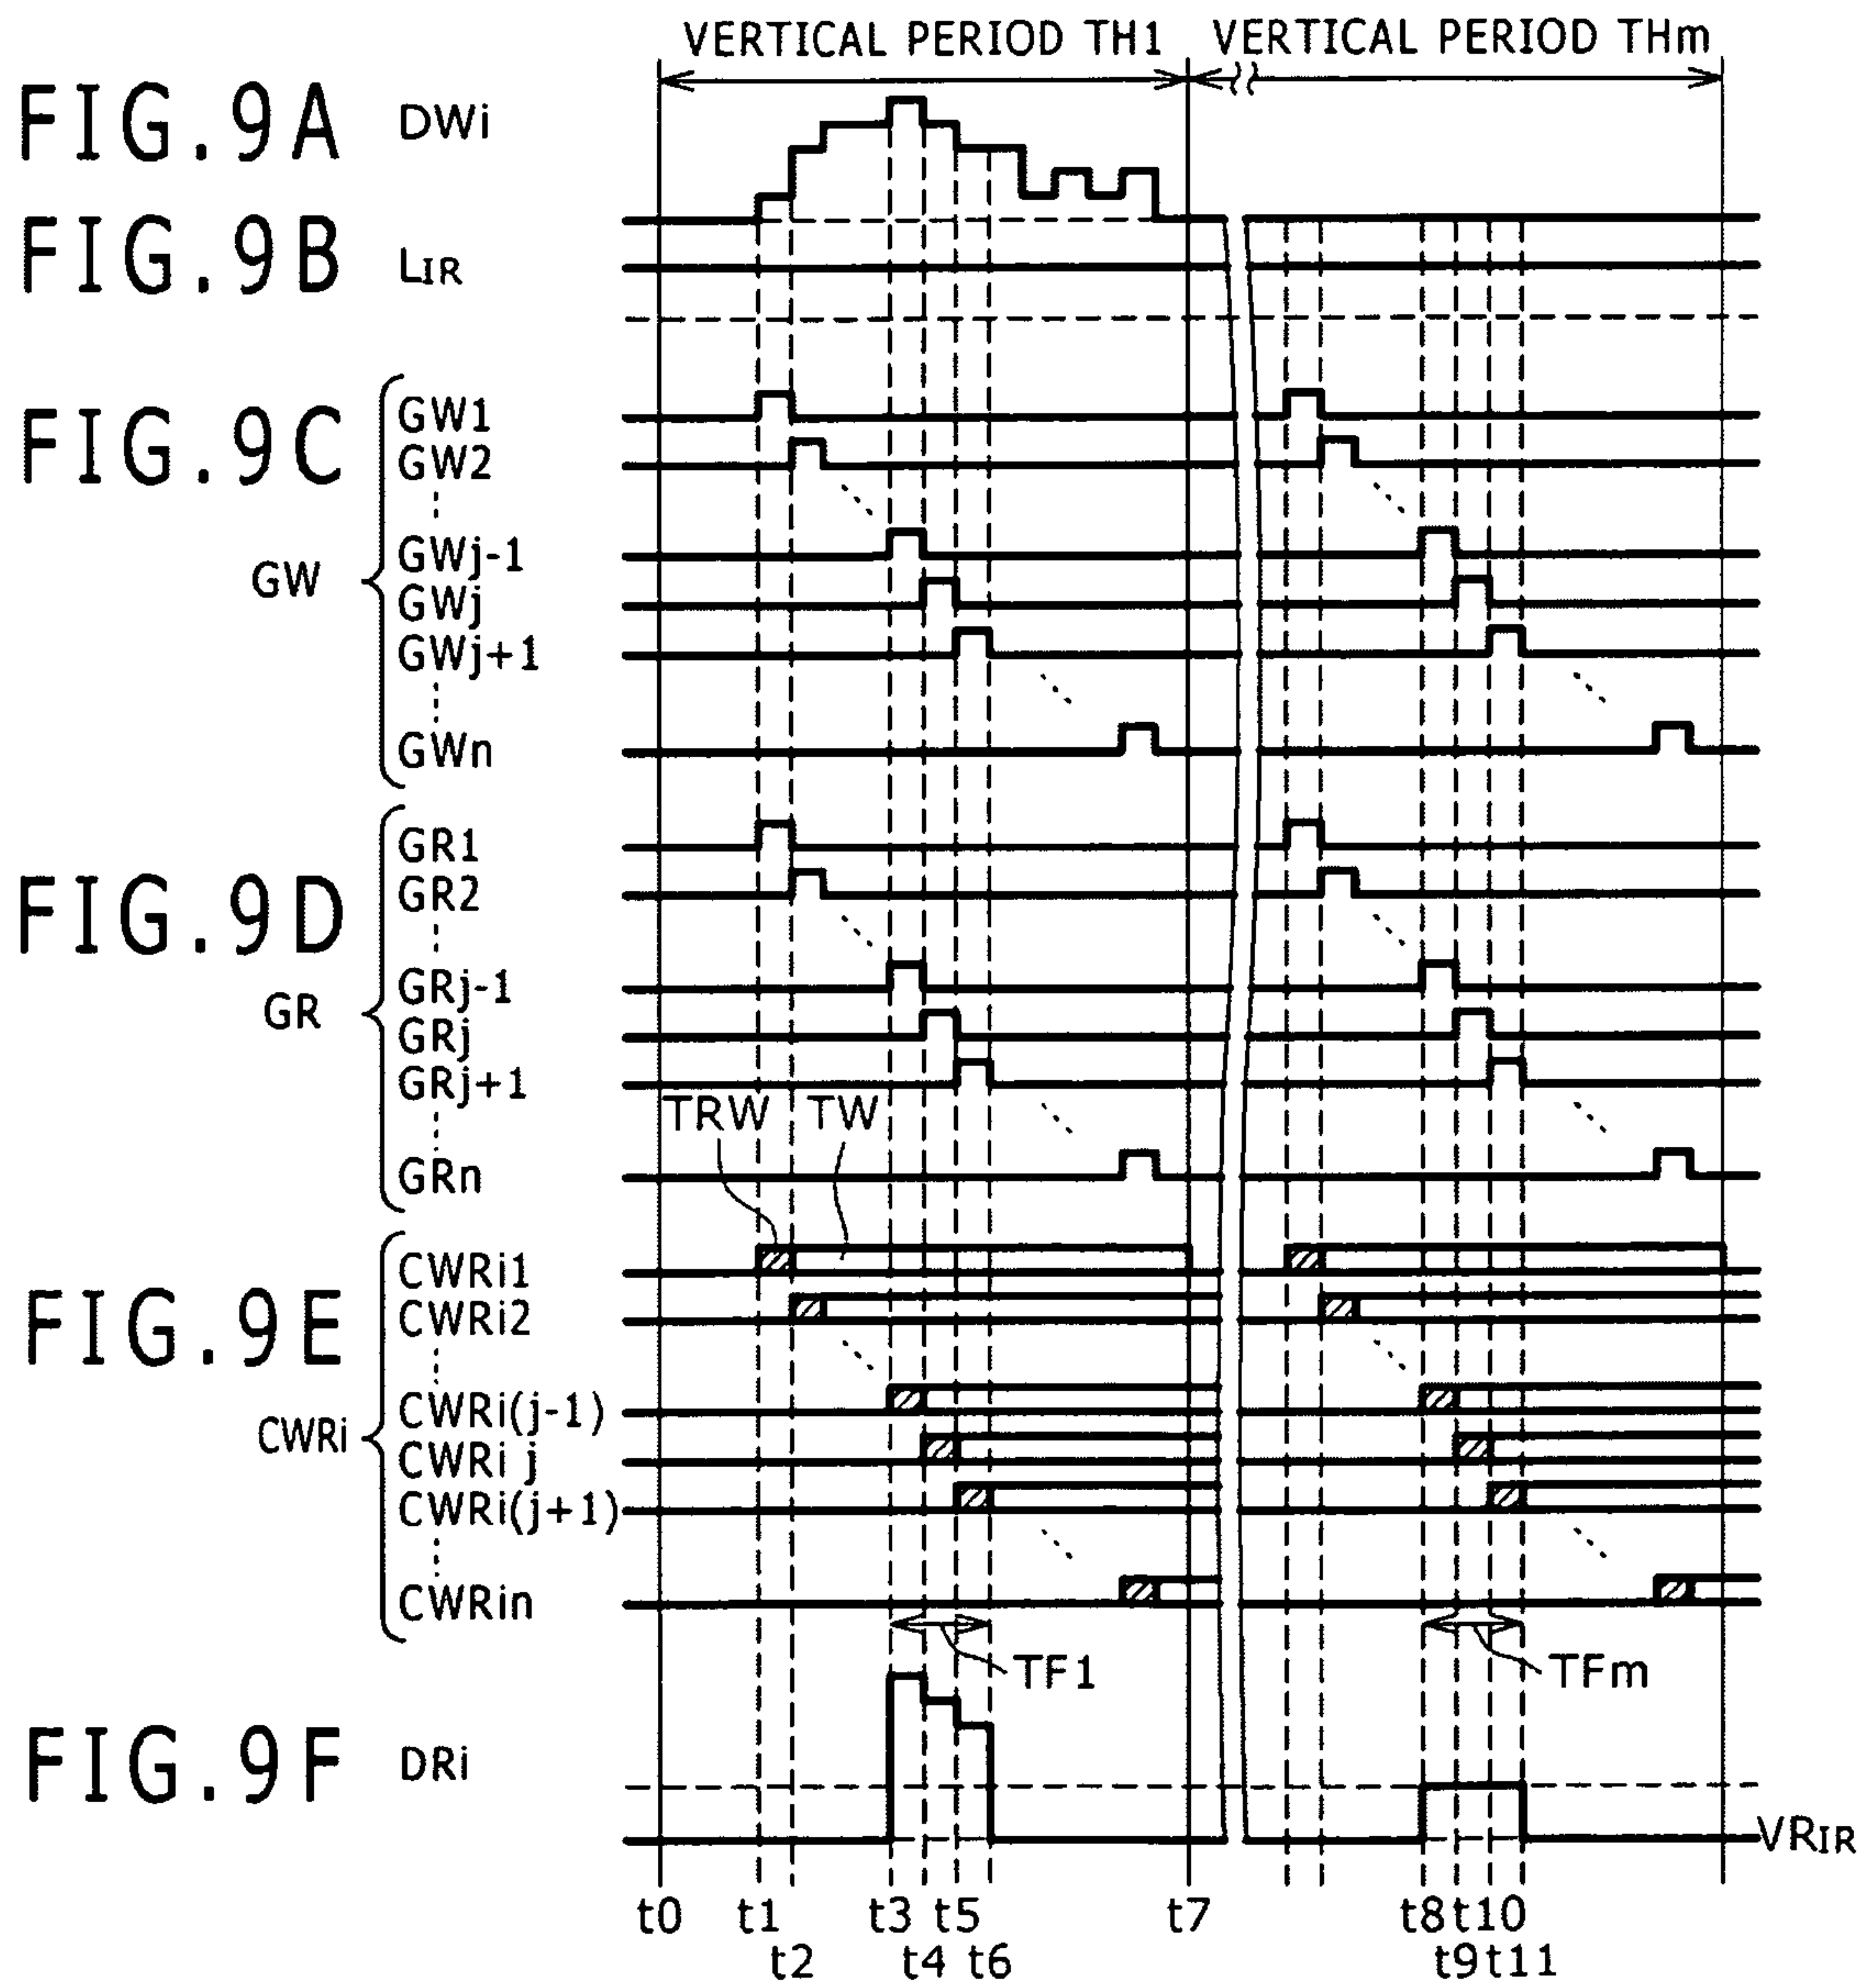 VERTICAL PERIOD TH1 VERTICAL PERIOD THm
FIG.9A DWi
FIG.9B LIR
FIG.9C GW
GW1
GW2
GWj-1
GWj
GWj+1
GWn
FIG.9D GR
GR1
GR2
GRj-1
GRj
GRj+1
GRn
TRW TW
FIG.9E CWRi
CWRi1
CWRi2
CWRi(j-1)
CWRi j
CWRi(j+1)
CWRin
TF1 TFm
FIG.9F DRi
VRIR
t0 t1 t3 t5 t7 t8 t10
t2 t4 t6 t9 t11